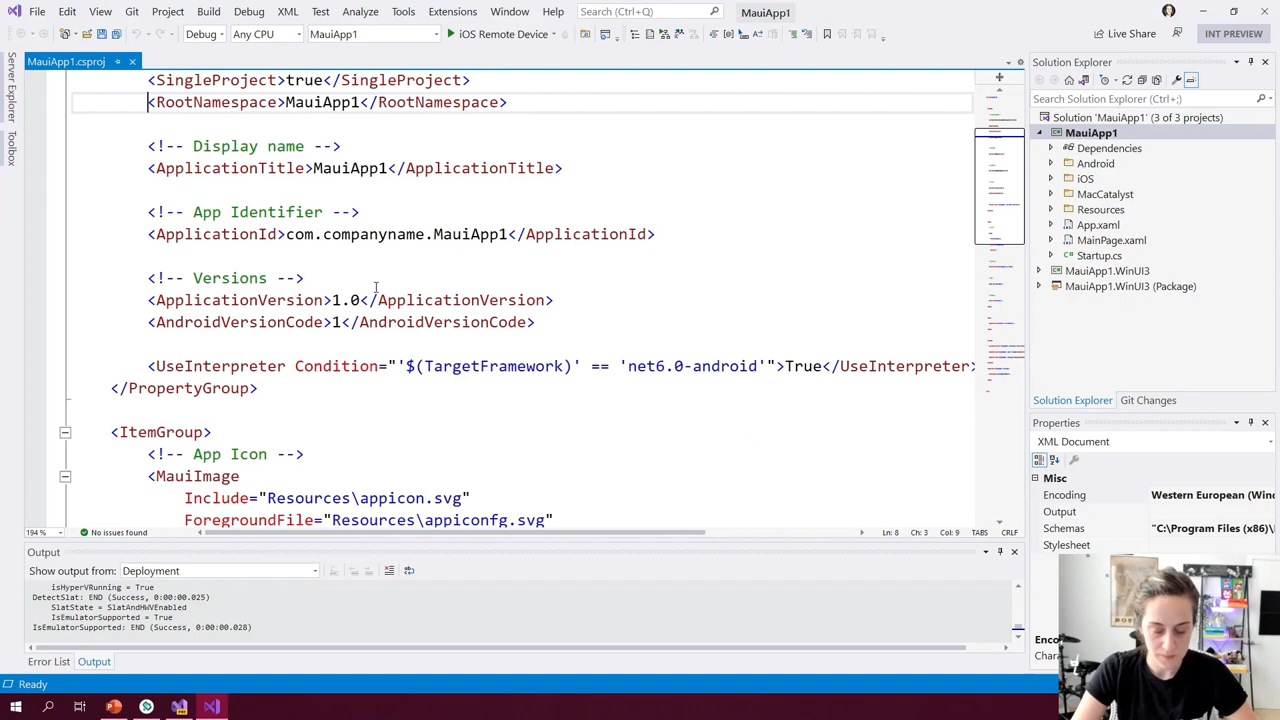 File Edit View Git Project Build Debug XML Test Analyze Tools Extensions Window Help Search (Ctrl+Q) MauiApp1
Debug Any CPU MauiApp1 iOS Remote Device Live Share INT PREVIEW
Server Explorer
Toolbox
MauiApp1.csproj
<SingleProject>true</SingleProject>
<RootNamespace>MauiApp1</RootNamespace>
<!-- Display >
<ApplicationTitle>MauiApp1</ApplicationTitle>
<!-- App Identifier -->
<ApplicationId m.companyname.MauiApp1</ApplicationId>
<!-- Versions -->
<ApplicationVersion>1.0</ApplicationVersion>
<AndroidVersionCode>1</AndroidVersionCode>
<UseInterpreter Condition="'$(TargetFramework) == 'net6.0-android'">True</UseInterpreter>
</PropertyGroup>
<ItemGroup>
<!-- App Icon -->
<MauiImage
Include="Resources\appicon.svg"
ForegroundFile="Resources\appiconfg.svg"
194 % No issues found Ln: 8 Ch: 3 Col: 9 TABS CRLF
Output
Show output from: Deployment
isHyperVRunning = True
DetectSlat: END (Success, 0:00:00.025)
SlatState = SlatAndHWVEnabled
IsEmulatorSupported = True
IsEmulatorSupported: END (Success, 0:00:00.028)
Error List Output
Ready
Solution Explorer
Search Solution Explorer (Ctrl+;)
Solution 'MauiApp1' (3 of 3 projects)
MauiApp1
Dependencies
Android
iOS
MacCatalyst
Resources
App.xaml
MainPage.xaml
Startup.cs
MauiApp1.WinUI3
MauiApp1.WinUI3 (Package)
Solution Explorer Git Changes
Properties
XML Document
Misc
Encoding Western European (Win
Output
Schemas "C:\Program Files (x86)\
Stylesheet
Enco
Chara